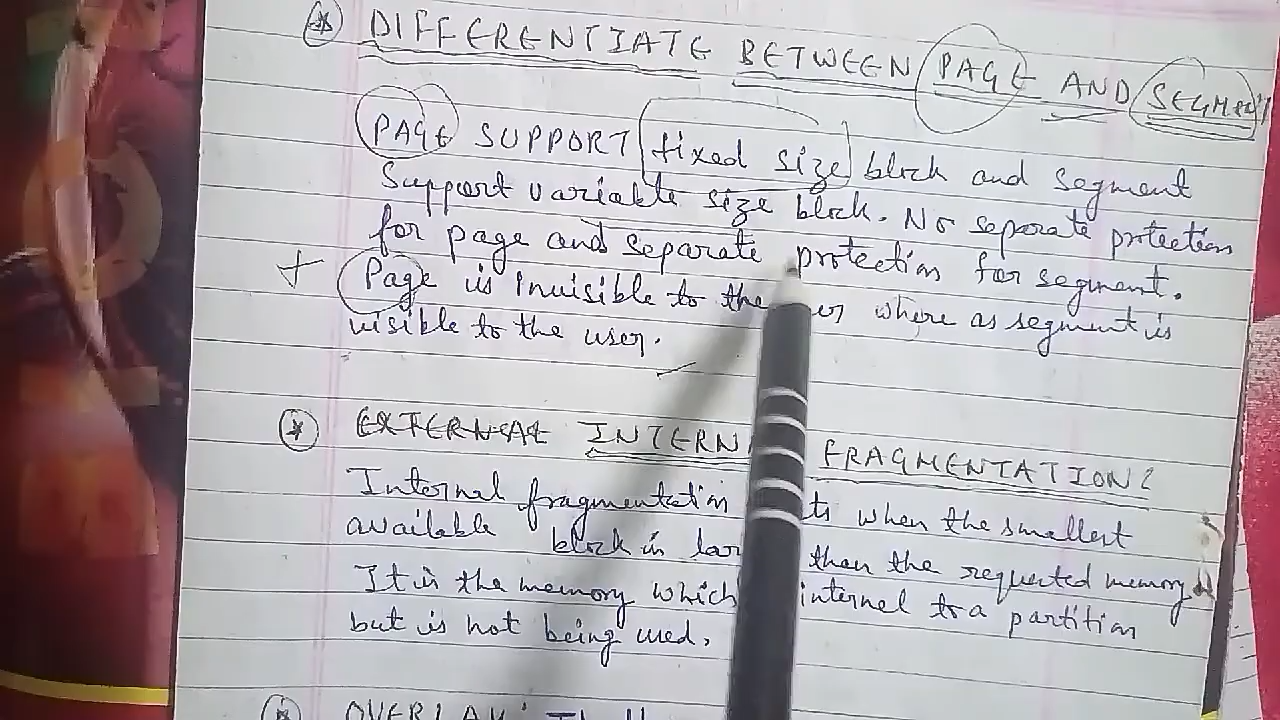 DIFFERENTIATE BETWEEN PAGE AND SEGMENT
PAGE SUPPORT fixed size block and segment
Support variable size block. No separate protection
for page and separate protection for segment.
Page is invisible to the where as segment is
visible to the user.
EXTERNAL INTERN FRAGMENTATION?
Internal fragmentation when the smallest
available block is than the requested memory.
It is the memory which internal to a partition
but is not being used.
OVERLAY: